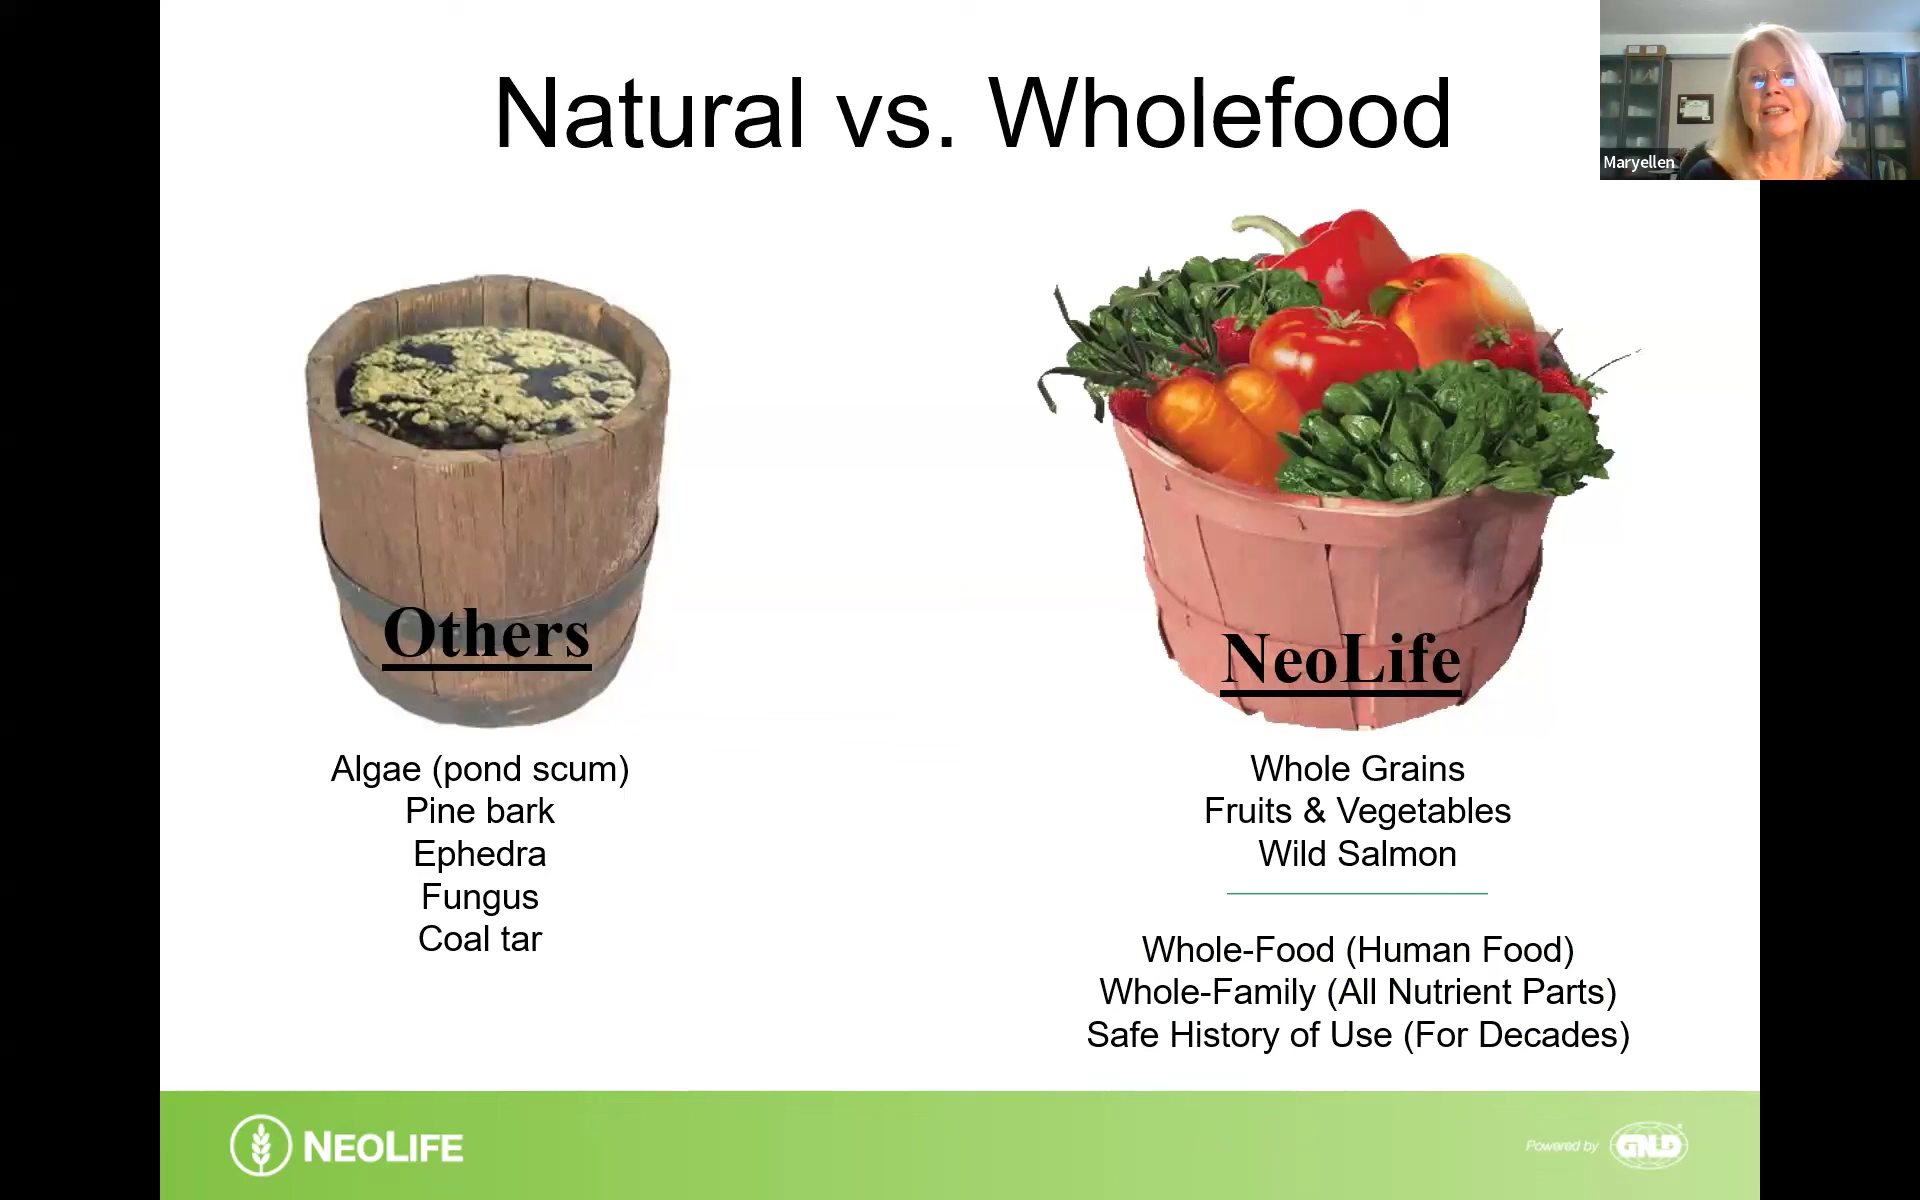 Natural vs. Wholefood
Maryellen
Others
Algae (pond scum)
Pine bark
Ephedra
Fungus
Coal tar
NeoLife
Whole Grains
Fruits & Vegetables
Wild Salmon
Whole-Food (Human Food)
Whole-Family (All Nutrient Parts)
Safe History of Use (For Decades)
NEOLIFE
Powered by GNLD